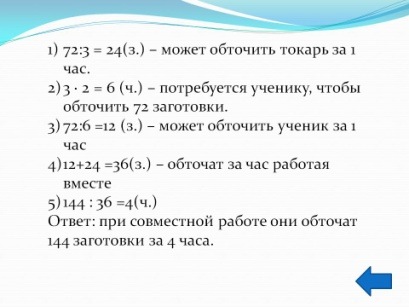 1) 72:3 = 24(з.) – может обточить токарь за 1
час.
2) 3 · 2 = 6 (ч.) – потребуется ученику, чтобы
обточить 72 заготовки.
3) 72:6 =12 (з.) – может обточить ученик за 1
час
4) 12+24 =36(з.) – обточат за час работая
вместе
5) 144 : 36 =4(ч.)
Ответ: при совместной работе они обточат
144 заготовки за 4 часа.